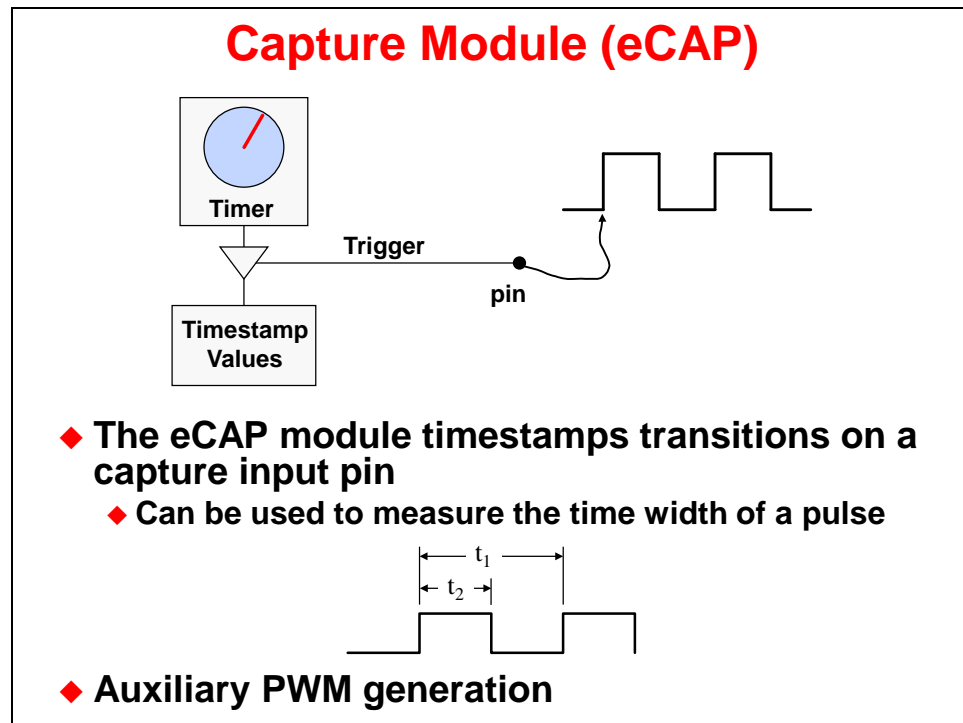 Capture Module (eCAP)
Timer
Trigger
pin
Timestamp
Values
The eCAP module timestamps transitions on a
capture input pin
Can be used to measure the time width of a pulse
t₁
t₂
Auxiliary PWM generation